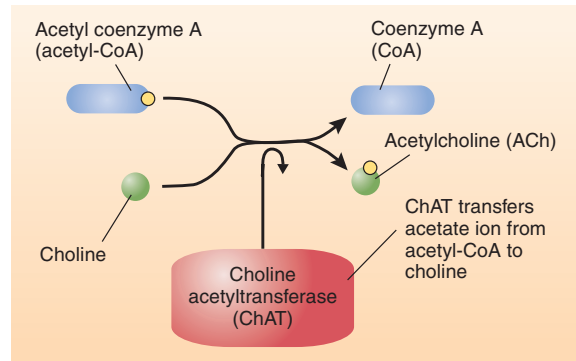 Acetyl coenzyme A
(acetyl-CoA)
Coenzyme A
(CoA)
Acetylcholine (ACh)
Choline
ChAT transfers
acetate ion from
acetyl-CoA to
choline
Choline
acetyltransferase
(ChAT)